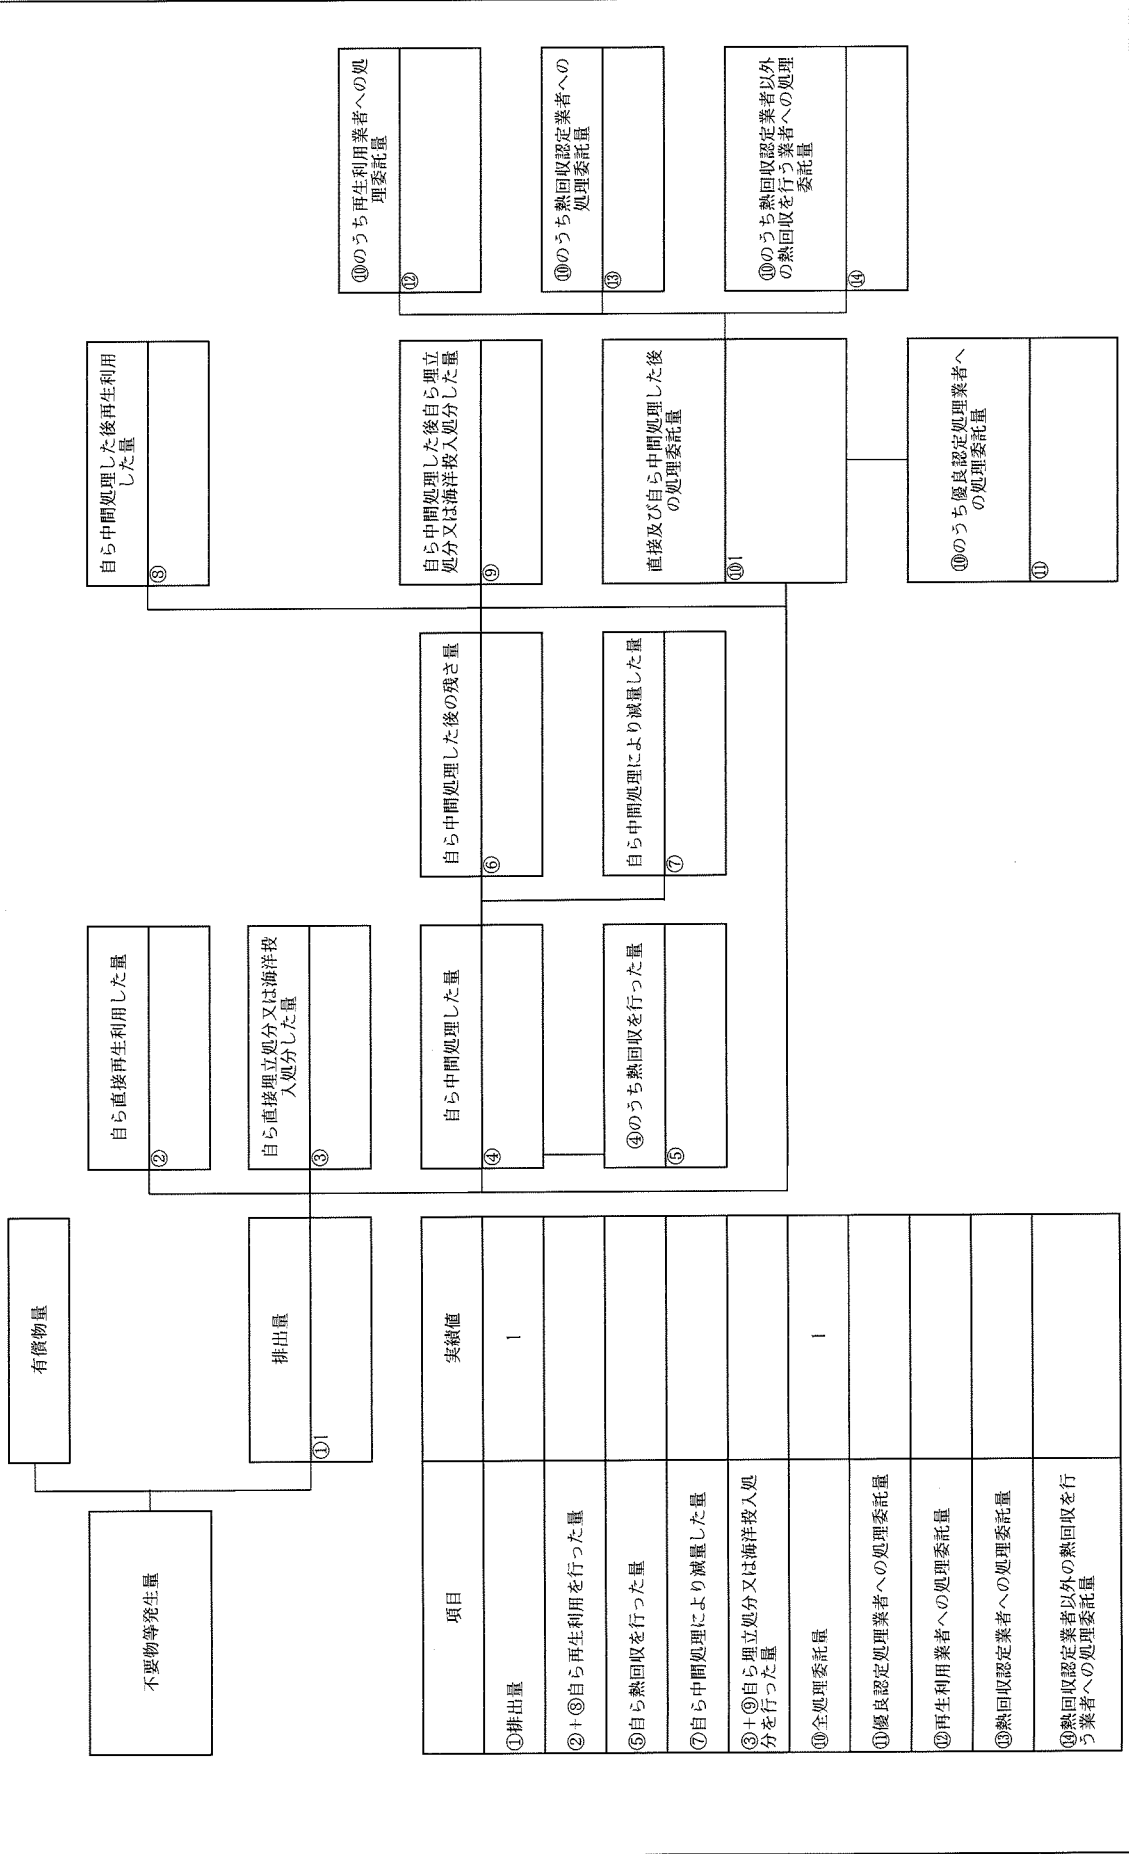 不要物等発生量
有償物量
排出量
①1
自ら直接再生利用した量
②
自ら直接埋立処分又は海洋投
入処分した量
③
自ら中間処理した量
④
④のうち熱回収を行った量
⑤
自ら中間処理した後の残さ量
⑥
自ら中間処理により減量した量
⑦
自ら中間処理した後再生利用
した量
⑧
自ら中間処理した後自ら埋立
処分又は海洋投入処分した量
⑨
直接及び自ら中間処理した後
の処理委託量
⑩1
⑩のうち優良認定処理業者へ
の処理委託量
⑪
⑩のうち再生利用業者への処
理委託量
⑫
⑩のうち熱回収認定業者への
処理委託量
⑬
⑩のうち熱回収認定業者以外
の熱回収を行う業者への処理
委託量
⑭
項目 実績値
①排出量 1
②+⑧自ら再生利用を行った量
⑤自ら熱回収を行った量
⑦自ら中間処理により減量した量
③+⑨自ら埋立処分又は海洋投入処
分を行った量
⑩全処理委託量 1
⑪優良認定処理業者への処理委託量
⑫再生利用業者への処理委託量
⑬熱回収認定業者への処理委託量
⑭熱回収認定業者以外の熱回収を行
う業者への処理委託量